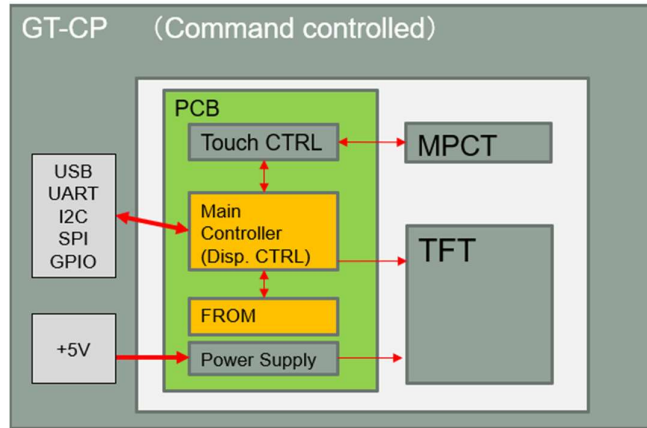 GT-CP （Command controlled）
PCB
Touch CTRL
MPCT
USB
UART
I2C
SPI
GPIO
Main
Controller
(Disp. CTRL)
TFT
FROM
+5V
Power Supply